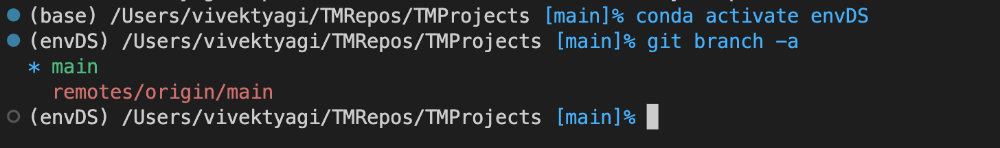 (base) /Users/vivektyagi/TMRepos/TMProjects [main]% conda activate envDS
(envDS) /Users/vivektyagi/TMRepos/TMProjects [main]% git branch -a
* main
remotes/origin/main
(envDS) /Users/vivektyagi/TMRepos/TMProjects [main]%